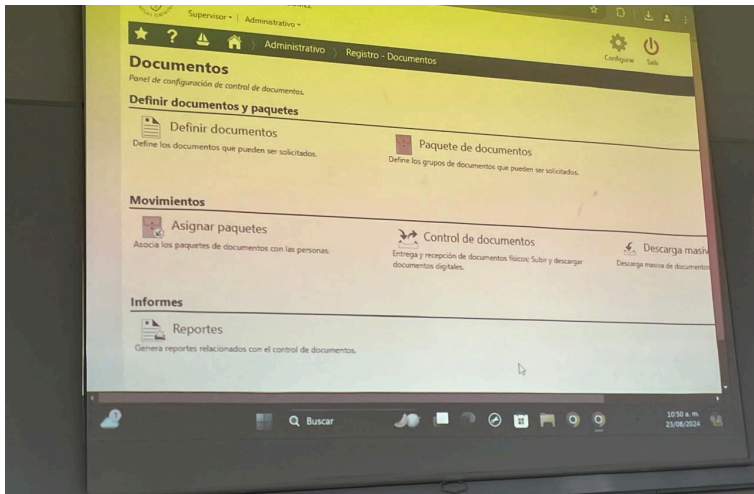 Supervisor | Administrativo
Administrativo Registro - Documentos
Configurar Salir
Documentos
Panel de configuración de control de documentos.
Definir documentos y paquetes
Definir documentos
Define los documentos que pueden ser solicitados.
Paquete de documentos
Define los grupos de documentos que pueden ser solicitados.
Movimientos
Asignar paquetes
Asocia los paquetes de documentos con las personas.
Control de documentos
Entrega y recepción de documentos físicos; Subir y descargar
documentos digitales.
Descarga masiv
Descarga masiva de documentos
Informes
Reportes
Genera reportes relacionados con el control de documentos.
1
Buscar
10:50 a. m.
23/08/2024